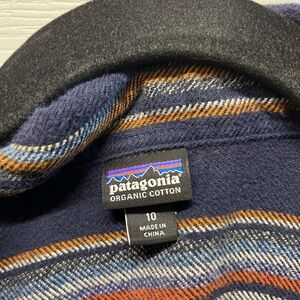 patagonia
ORGANIC COTTON
10
MADE IN
CHINA